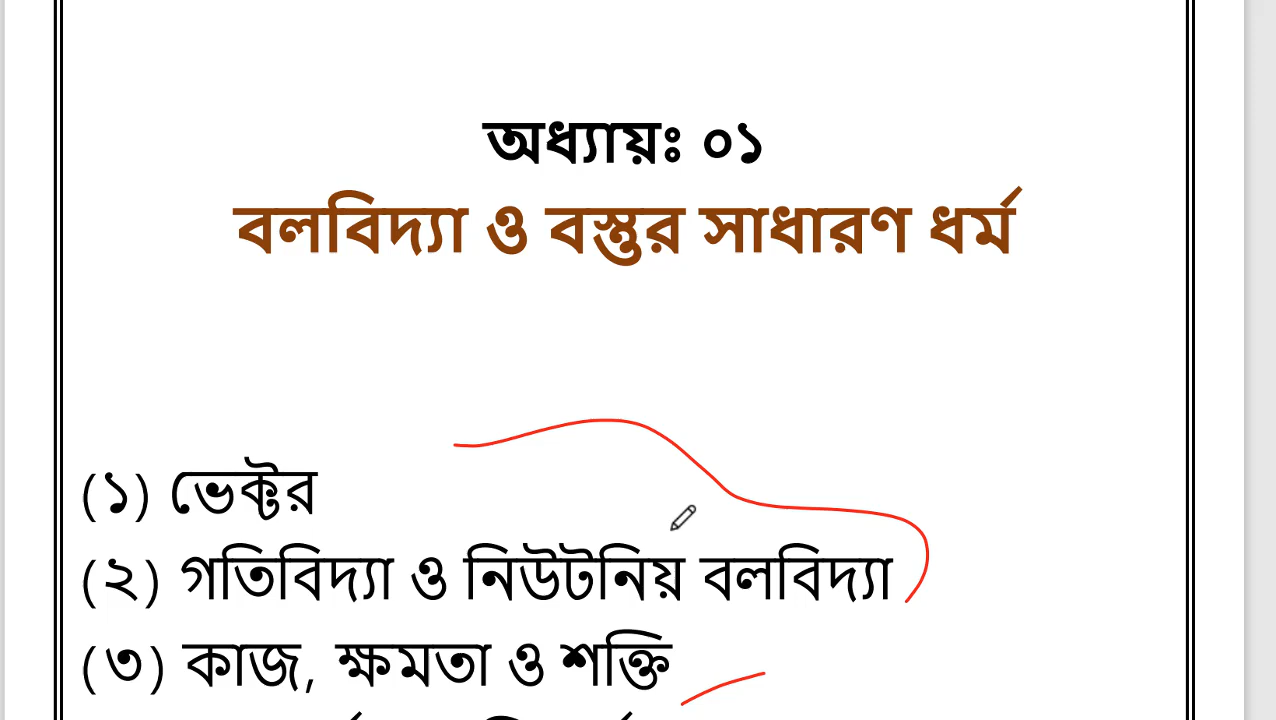 অধ্যায়ঃ ০১
বলবিদ্যা ও বস্তুর সাধারণ ধর্ম
(১) ভেক্টর
(২) গতিবিদ্যা ও নিউটনিয় বলবিদ্যা
(৩) কাজ, ক্ষমতা ও শক্তি